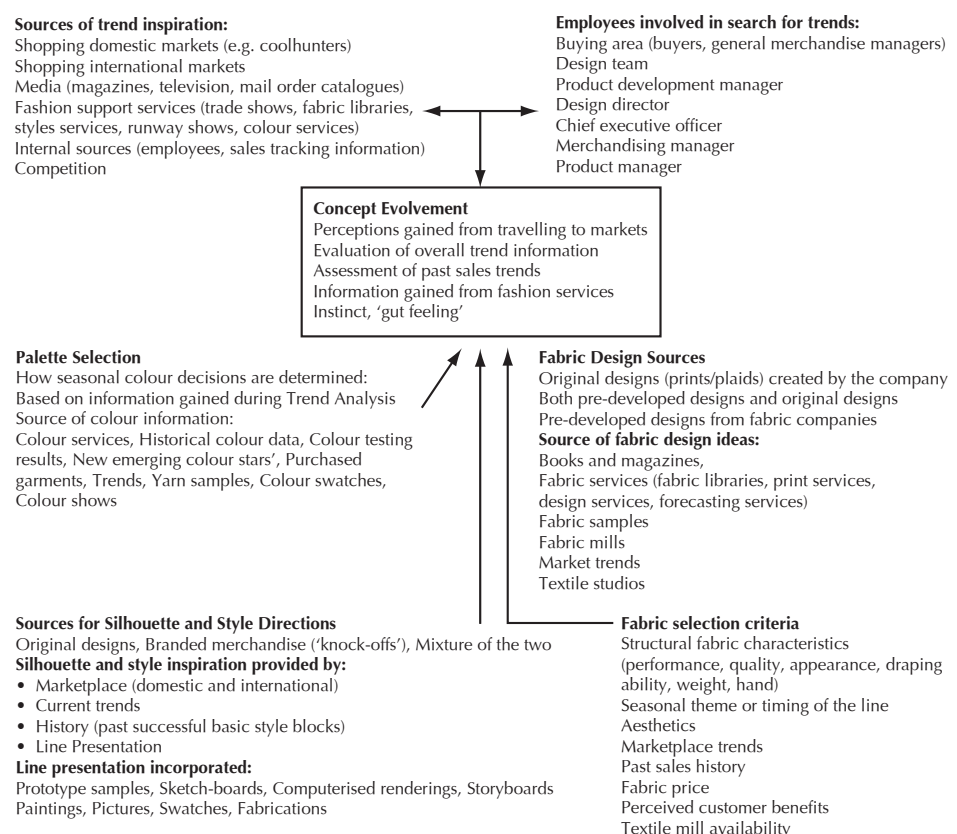 Sources of trend inspiration:
Shopping domestic markets (e.g. coolhunters)
Shopping international markets
Media (magazines, television, mail order catalogues)
Fashion support services (trade shows, fabric libraries,
styles services, runway shows, colour services)
Internal sources (employees, sales tracking information)
Competition
Employees involved in search for trends:
Buying area (buyers, general merchandise managers)
Design team
Product development manager
Design director
Chief executive officer
Merchandising manager
Product manager
Concept Evolvement
Perceptions gained from travelling to markets
Evaluation of overall trend information
Assessment of past sales trends
Information gained from fashion services
Instinct, ‘gut feeling’
Palette Selection
How seasonal colour decisions are determined:
Based on information gained during Trend Analysis
Source of colour information:
Colour services, Historical colour data, Colour testing
results, New emerging colour stars’, Purchased
garments, Trends, Yarn samples, Colour swatches,
Colour shows
Fabric Design Sources
Original designs (prints/plaids) created by the company
Both pre-developed designs and original designs
Pre-developed designs from fabric companies
Source of fabric design ideas:
Books and magazines,
Fabric services (fabric libraries, print services,
design services, forecasting services)
Fabric samples
Fabric mills
Market trends
Textile studios
Sources for Silhouette and Style Directions
Original designs, Branded merchandise (‘knock-offs’), Mixture of the two
Silhouette and style inspiration provided by:
• Marketplace (domestic and international)
• Current trends
• History (past successful basic style blocks)
• Line Presentation
Line presentation incorporated:
Prototype samples, Sketch-boards, Computerised renderings, Storyboards
Paintings, Pictures, Swatches, Fabrications
Fabric selection criteria
Structural fabric characteristics
(performance, quality, appearance, draping
ability, weight, hand)
Seasonal theme or timing of the line
Aesthetics
Marketplace trends
Past sales history
Fabric price
Perceived customer benefits
Textile mill availability